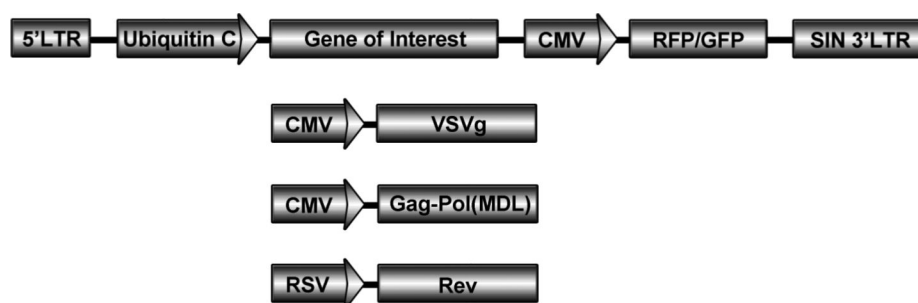 5'LTR Ubiquitin C Gene of Interest CMV RFP/GFP SIN 3'LTR
CMV VSVg
CMV Gag-Pol(MDL)
RSV Rev